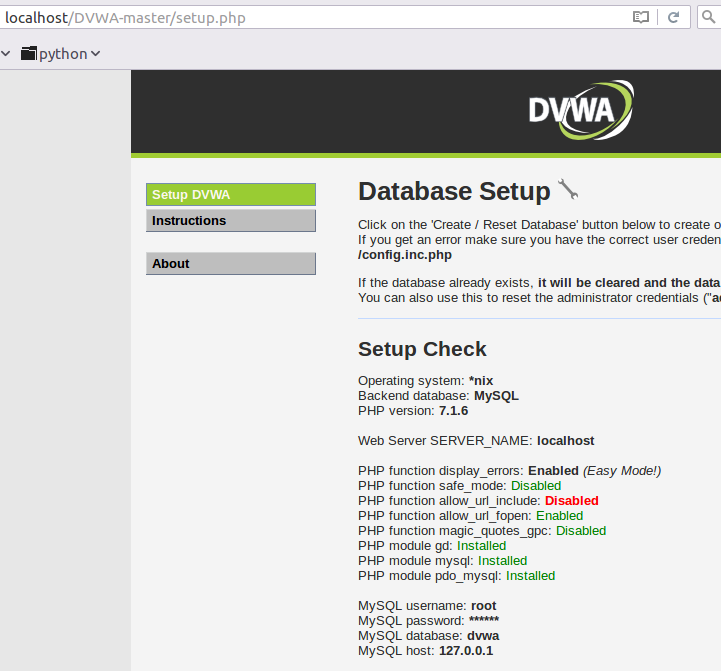 localhost/DVWA-master/setup.php
python
DVWA
Setup DVWA
Instructions
About
Database Setup
Click on the 'Create / Reset Database' button below to create o
If you get an error make sure you have the correct user creden
/config.inc.php
If the database already exists, it will be cleared and the data
You can also use this to reset the administrator credentials ("a
Setup Check
Operating system: *nix
Backend database: MySQL
PHP version: 7.1.6
Web Server SERVER_NAME: localhost
PHP function display_errors: Enabled (Easy Mode!)
PHP function safe_mode: Disabled
PHP function allow_url_include: Disabled
PHP function allow_url_fopen: Enabled
PHP function magic_quotes_gpc: Disabled
PHP module gd: Installed
PHP module mysql: Installed
PHP module pdo_mysql: Installed
MySQL username: root
MySQL password: ******
MySQL database: dvwa
MySQL host: 127.0.0.1